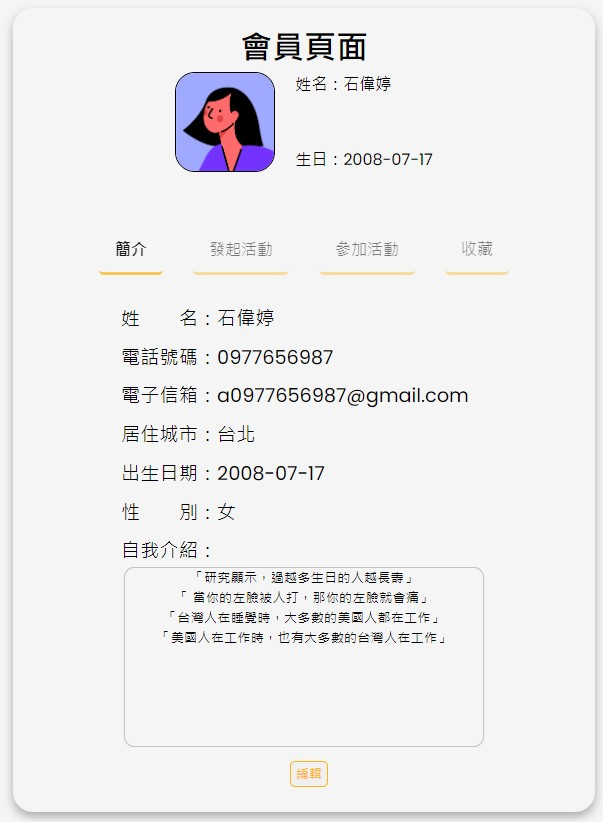 會員頁面
姓名：石偉婷
生日：2008-07-17
簡介 發起活動 參加活動 收藏
姓　　名：石偉婷
電話號碼：0977656987
電子信箱：a0977656987@gmail.com
居住城市：台北
出生日期：2008-07-17
性　　別：女
自我介紹：
「研究顯示，過越多生日的人越長壽」
「 當你的左臉被人打，那你的左臉就會痛」
「台灣人在睡覺時，大多數的美國人都在工作」
「美國人在工作時，也有大多數的台灣人在工作」
編輯